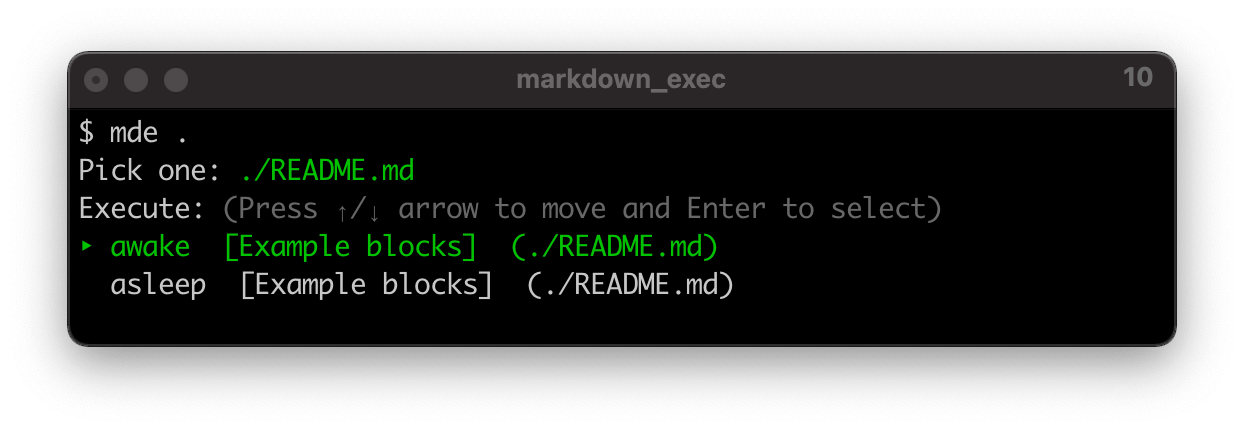 markdown_exec 10
$ mde .
Pick one: ./README.md
Execute: (Press ↑/↓ arrow to move and Enter to select)
‣ awake  [Example blocks]  (./README.md)
asleep  [Example blocks]  (./README.md)